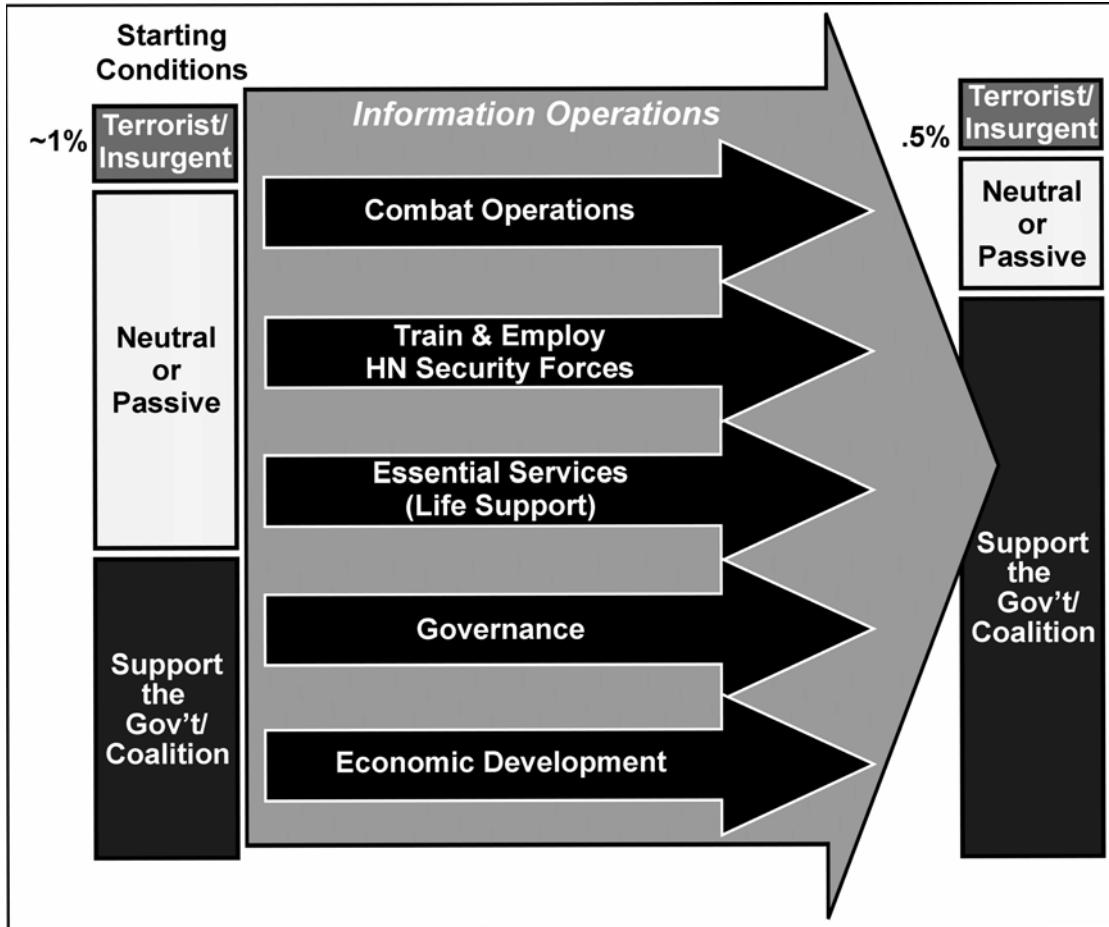 Starting
Conditions
~1%
Terrorist/
Insurgent
Neutral
or
Passive
Support
the
Gov't/
Coalition
Information Operations
Combat Operations
Train & Employ
HN Security Forces
Essential Services
(Life Support)
Governance
Economic Development
.5%
Terrorist/
Insurgent
Neutral
or
Passive
Support
the
Gov't/
Coalition